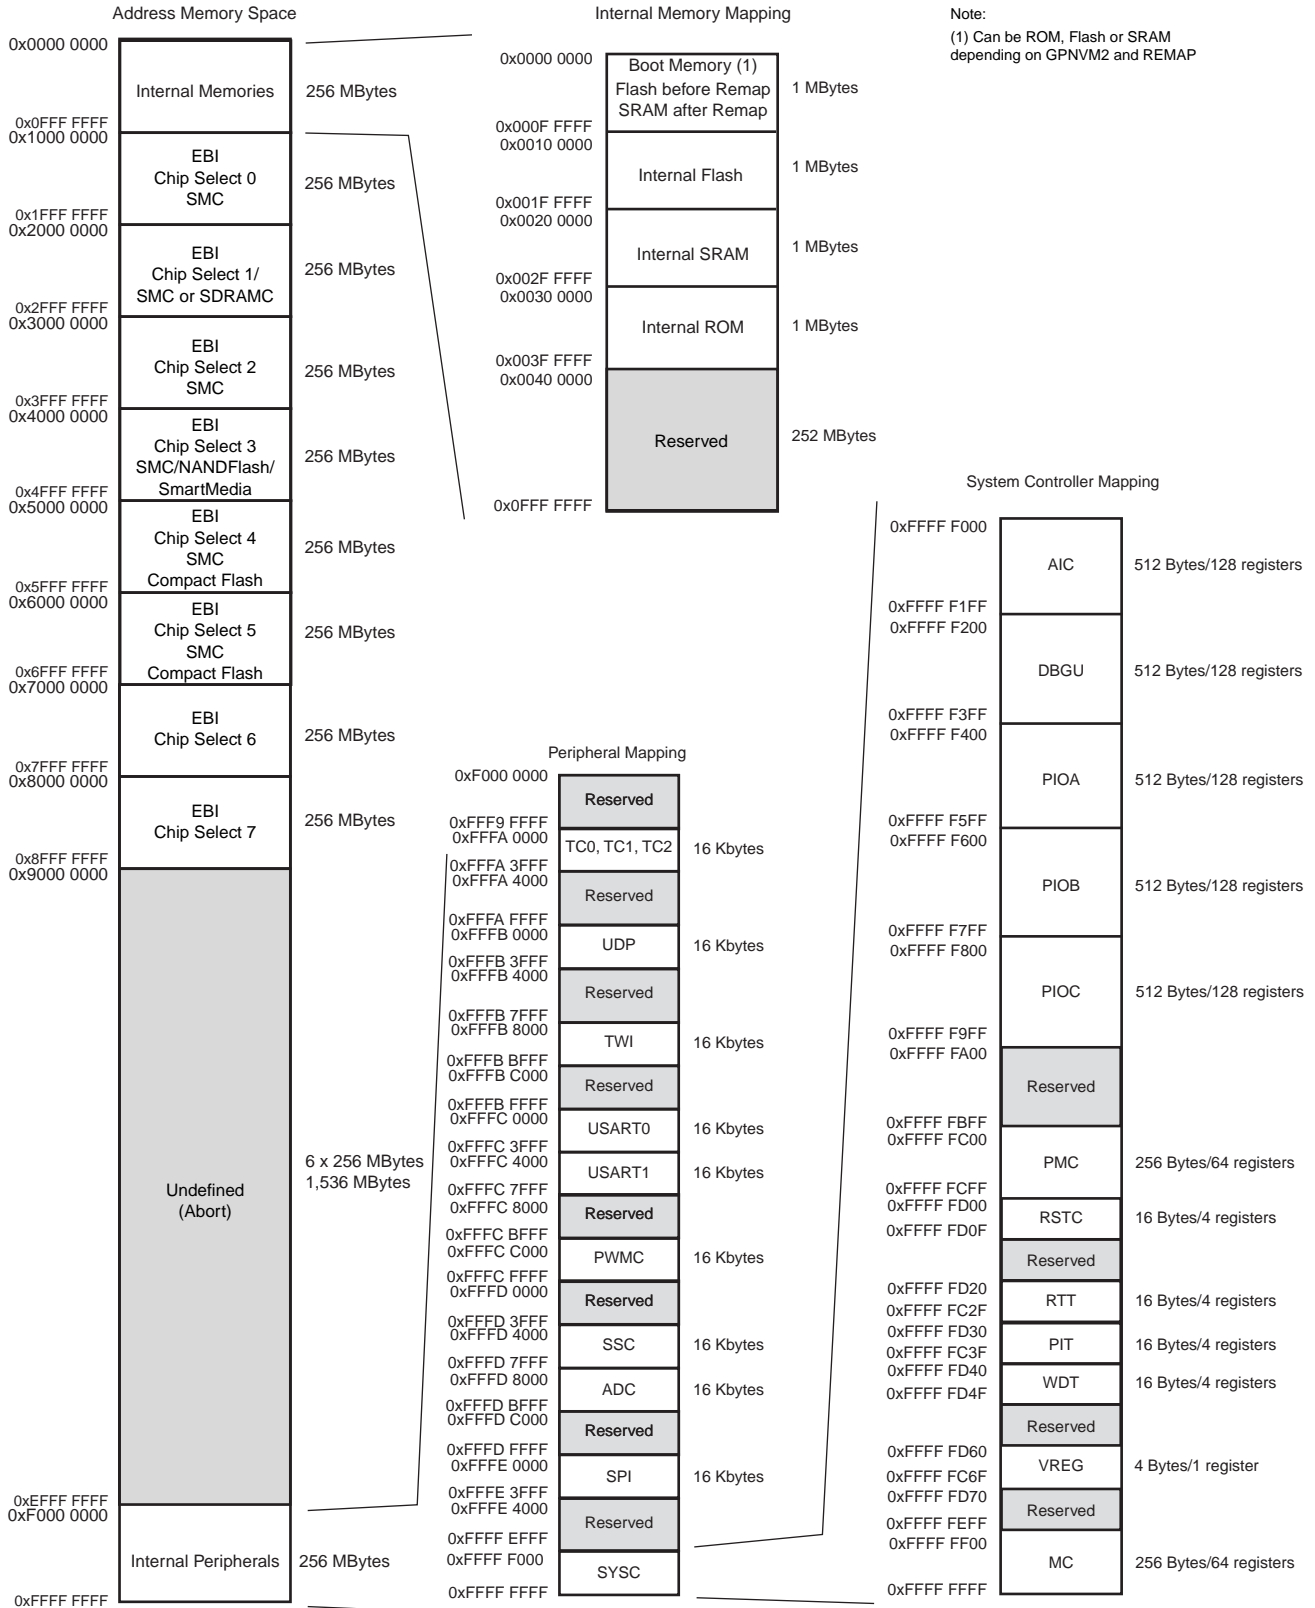 Address Memory Space
0x0000 0000
Internal Memories
256 MBytes
0x0FFF FFFF
0x1000 0000
EBI
Chip Select 0
SMC
256 MBytes
0x1FFF FFFF
0x2000 0000
EBI
Chip Select 1/
SMC or SDRAMC
256 MBytes
0x2FFF FFFF
0x3000 0000
EBI
Chip Select 2
SMC
256 MBytes
0x3FFF FFFF
0x4000 0000
EBI
Chip Select 3
SMC/NANDFlash/
SmartMedia
256 MBytes
0x4FFF FFFF
0x5000 0000
EBI
Chip Select 4
SMC
Compact Flash
256 MBytes
0x5FFF FFFF
0x6000 0000
EBI
Chip Select 5
SMC
Compact Flash
256 MBytes
0x6FFF FFFF
0x7000 0000
EBI
Chip Select 6
256 MBytes
0x7FFF FFFF
0x8000 0000
EBI
Chip Select 7
256 MBytes
0x8FFF FFFF
0x9000 0000
Undefined
(Abort)
6 x 256 MBytes
1,536 MBytes
0xEFFF FFFF
0xF000 0000
Internal Peripherals
256 MBytes
0xFFFF FFFF
Internal Memory Mapping
0x0000 0000
Boot Memory (1)
Flash before Remap
SRAM after Remap
1 MBytes
0x000F FFFF
0x0010 0000
Internal Flash
1 MBytes
0x001F FFFF
0x0020 0000
Internal SRAM
1 MBytes
0x002F FFFF
0x0030 0000
Internal ROM
1 MBytes
0x003F FFFF
0x0040 0000
Reserved
252 MBytes
0x0FFF FFFF
Note:
(1) Can be ROM, Flash or SRAM
depending on GPNVM2 and REMAP
Peripheral Mapping
0xF000 0000
Reserved
0xFFF9 FFFF
0xFFFA 0000
TC0, TC1, TC2
16 Kbytes
0xFFFA 3FFF
0xFFFA 4000
Reserved
0xFFFA FFFF
0xFFFB 0000
UDP
16 Kbytes
0xFFFB 3FFF
0xFFFB 4000
Reserved
0xFFFB 7FFF
0xFFFB 8000
TWI
16 Kbytes
0xFFFB BFFF
0xFFFB C000
Reserved
0xFFFB FFFF
0xFFFC 0000
USART0
16 Kbytes
0xFFFC 3FFF
0xFFFC 4000
USART1
16 Kbytes
0xFFFC 7FFF
0xFFFC 8000
Reserved
0xFFFC BFFF
0xFFFC C000
PWMC
16 Kbytes
0xFFFC FFFF
0xFFFD 0000
Reserved
0xFFFD 3FFF
0xFFFD 4000
SSC
16 Kbytes
0xFFFD 7FFF
0xFFFD 8000
ADC
16 Kbytes
0xFFFD BFFF
0xFFFD C000
Reserved
0xFFFD FFFF
0xFFFE 0000
SPI
16 Kbytes
0xFFFE 3FFF
0xFFFE 4000
Reserved
0xFFFF EFFF
0xFFFF F000
SYSC
0xFFFF FFFF
System Controller Mapping
0xFFFF F000
AIC
512 Bytes/128 registers
0xFFFF F1FF
0xFFFF F200
DBGU
512 Bytes/128 registers
0xFFFF F3FF
0xFFFF F400
PIOA
512 Bytes/128 registers
0xFFFF F5FF
0xFFFF F600
PIOB
512 Bytes/128 registers
0xFFFF F7FF
0xFFFF F800
PIOC
512 Bytes/128 registers
0xFFFF F9FF
0xFFFF FA00
Reserved
0xFFFF FBFF
0xFFFF FC00
PMC
256 Bytes/64 registers
0xFFFF FCFF
0xFFFF FD00
RSTC
16 Bytes/4 registers
0xFFFF FD0F
Reserved
0xFFFF FD20
RTT
16 Bytes/4 registers
0xFFFF FC2F
0xFFFF FD30
PIT
16 Bytes/4 registers
0xFFFF FC3F
0xFFFF FD40
WDT
16 Bytes/4 registers
0xFFFF FD4F
Reserved
0xFFFF FD60
VREG
4 Bytes/1 register
0xFFFF FC6F
0xFFFF FD70
Reserved
0xFFFF FEFF
0xFFFF FF00
MC
256 Bytes/64 registers
0xFFFF FFFF